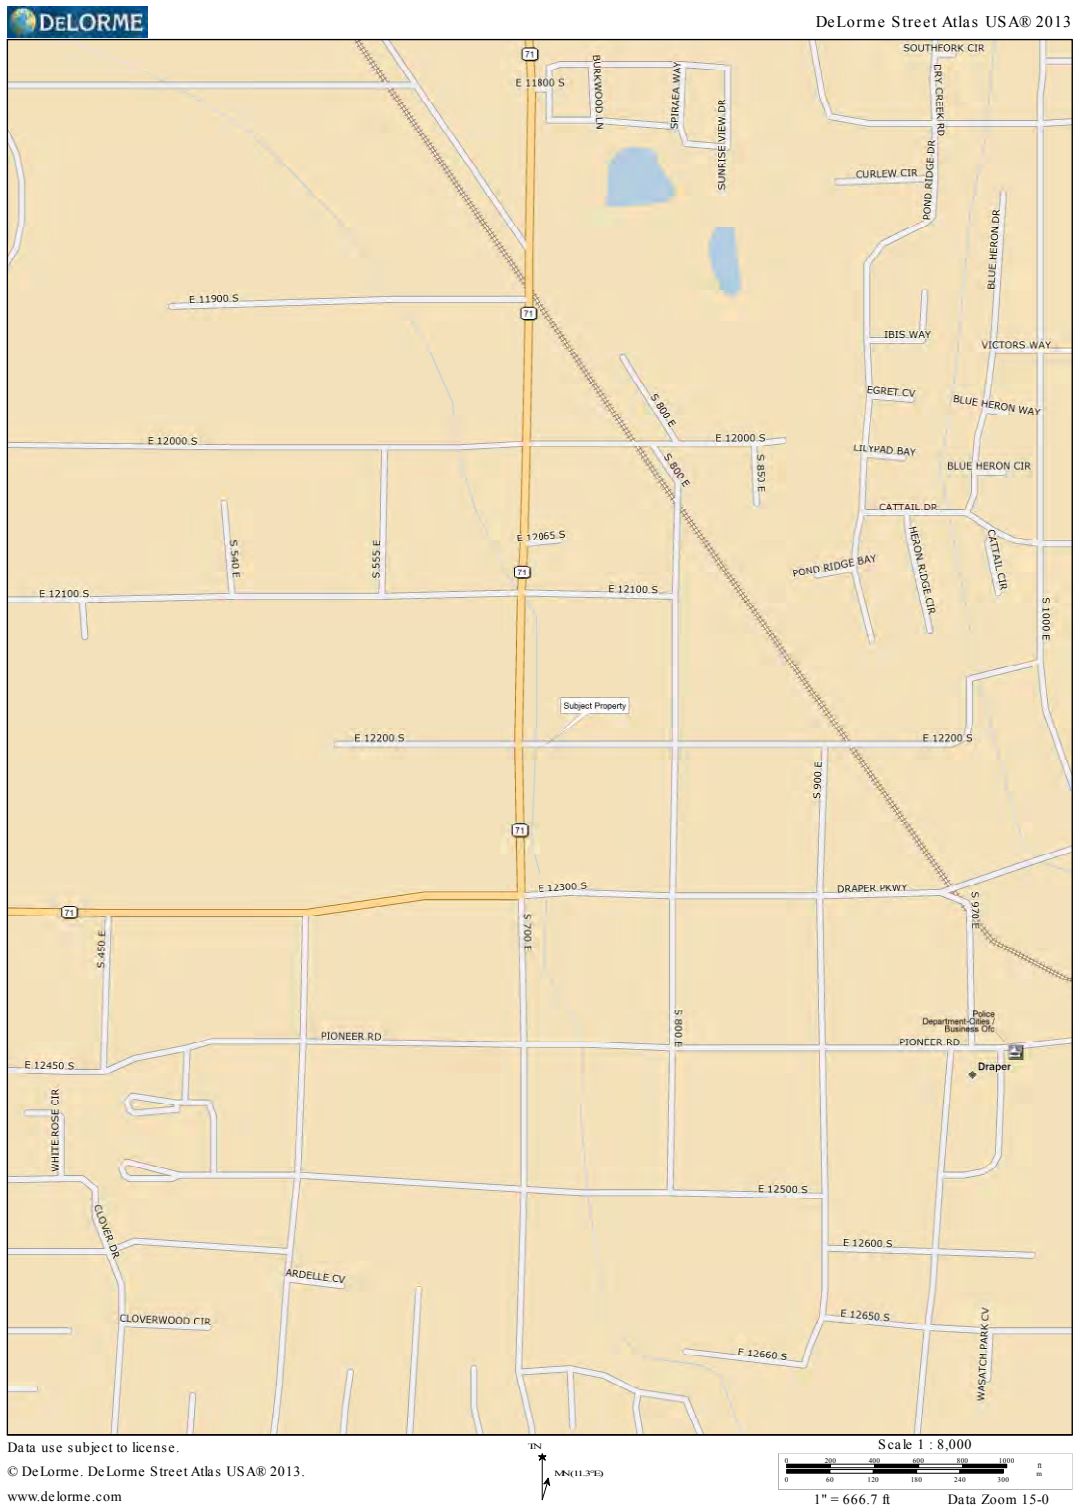 DELORME
DeLorme Street Atlas USA® 2013
71
SOUTHFORK CIR
E 11800 S
BURKWOOD LN
SPIRAEA WAY
SUNRISE VIEW DR
DRY CREEK RD
CURLEW CIR
POND RIDGE DR
BLUE HERON DR
E 11900 S
71
IBIS WAY
VICTORS WAY
EGRET CV
BLUE HERON WAY
S 800 E
E 12000 S
E 12000 S
LILYPAD BAY
S 800 E
S 850 E
BLUE HERON CIR
CATTAIL DR
E 12065 S
S 540 E
S 555 E
HERON RIDGE CIR
CATTAIL CIR
71
POND RIDGE BAY
E 12100 S
E 12100 S
S 1000 E
Subject Property
E 12200 S
E 12200 S
S 900 E
71
E 12300 S
DRAPER PKWY
71
S 970 E
S 450 E
S 700 E
Police
Department-Cities /
Business Ofc
S 800 E
PIONEER RD
PIONEER RD
E 12450 S
Draper
WHITE ROSE CIR
E 12500 S
CLOVER DR
E 12600 S
ARDELLE CV
CLOVERWOOD CIR
E 12650 S
WASATCH PARK CV
E 12660 S
Data use subject to license.
© DeLorme. DeLorme Street Atlas USA® 2013.
www.delorme.com
TN
MN (11.3°E)
Scale 1 : 8,000
0 200 400 600 800 1000 ft
0 60 120 180 240 300 m
1" = 666.7 ft Data Zoom 15-0